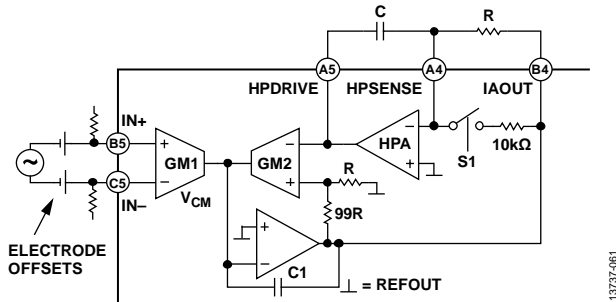 C
R
A5
A4
B4
HPDRIVE
HPSENSE
IAOUT
IN+
B5
+
–
GM1
VCM
C5
IN–
–
+
GM2
–
+
HPA
S1
10kΩ
R
99R
+
–
C1
= REFOUT
ELECTRODE
OFFSETS
13737-061